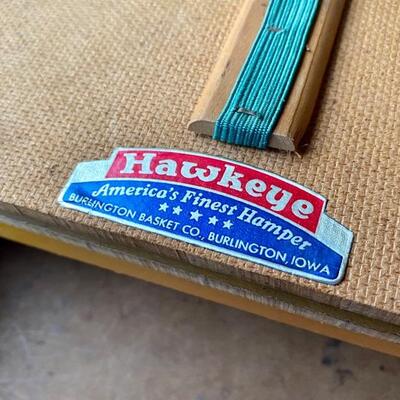 Hawkeye
America's Finest Hamper
★★★★★
BURLINGTON BASKET CO., BURLINGTON, IOWA